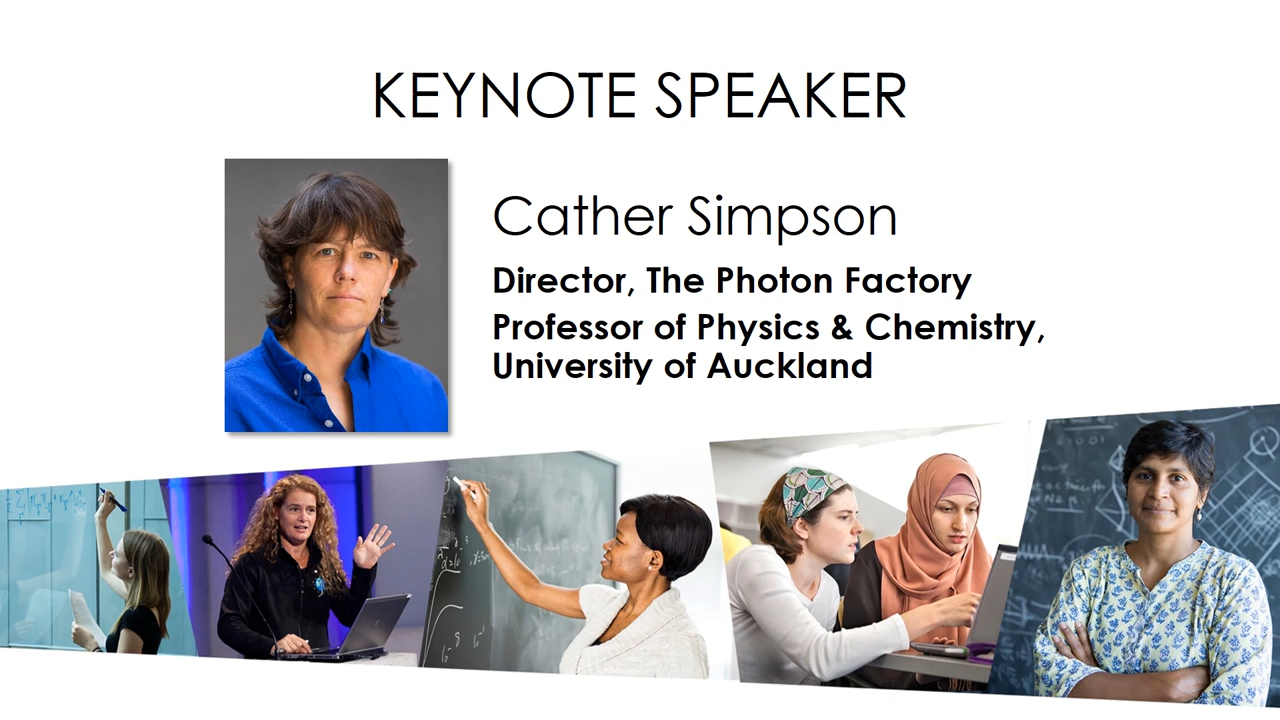 KEYNOTE SPEAKER
Cather Simpson
Director, The Photon Factory
Professor of Physics & Chemistry,
University of Auckland